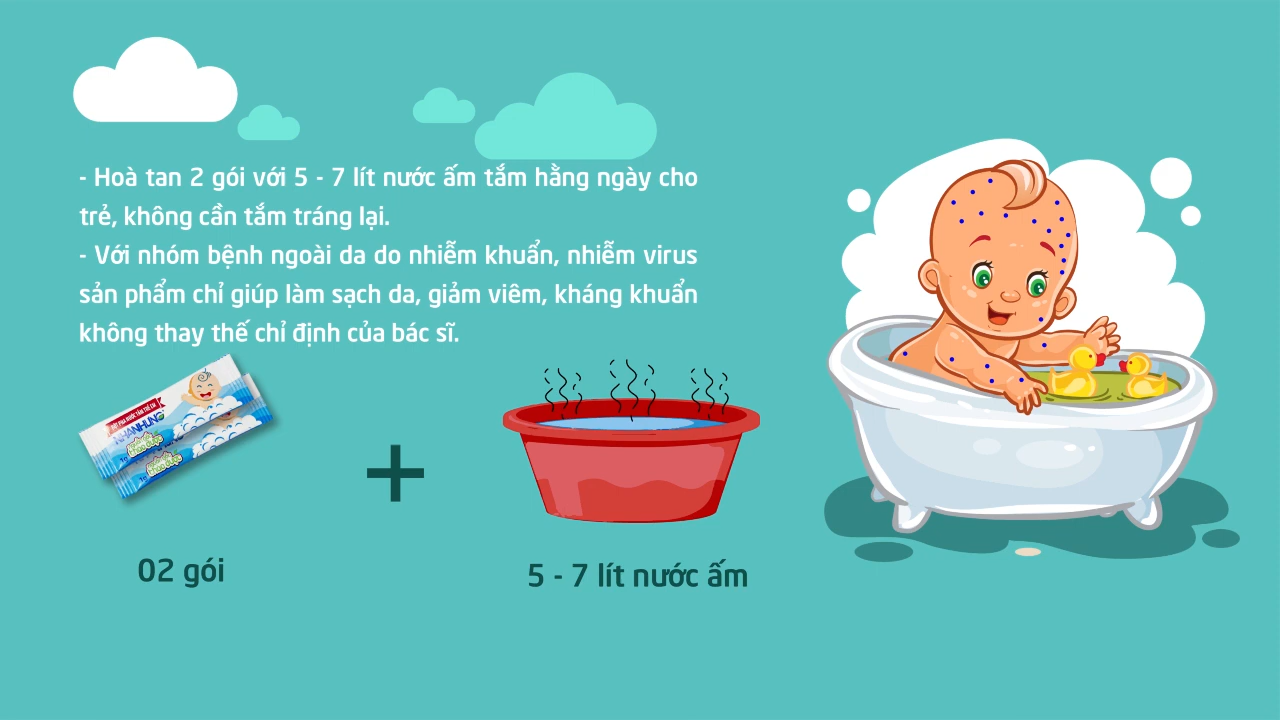 - Hoà tan 2 gói với 5 - 7 lít nước ấm tắm hằng ngày cho
trẻ, không cần tắm tráng lại.
- Với nhóm bệnh ngoài da do nhiễm khuẩn, nhiễm virus
sản phẩm chỉ giúp làm sạch da, giảm viêm, kháng khuẩn
không thay thế chỉ định của bác sĩ.
NHANHUNG
02 gói
5 - 7 lít nước ấm